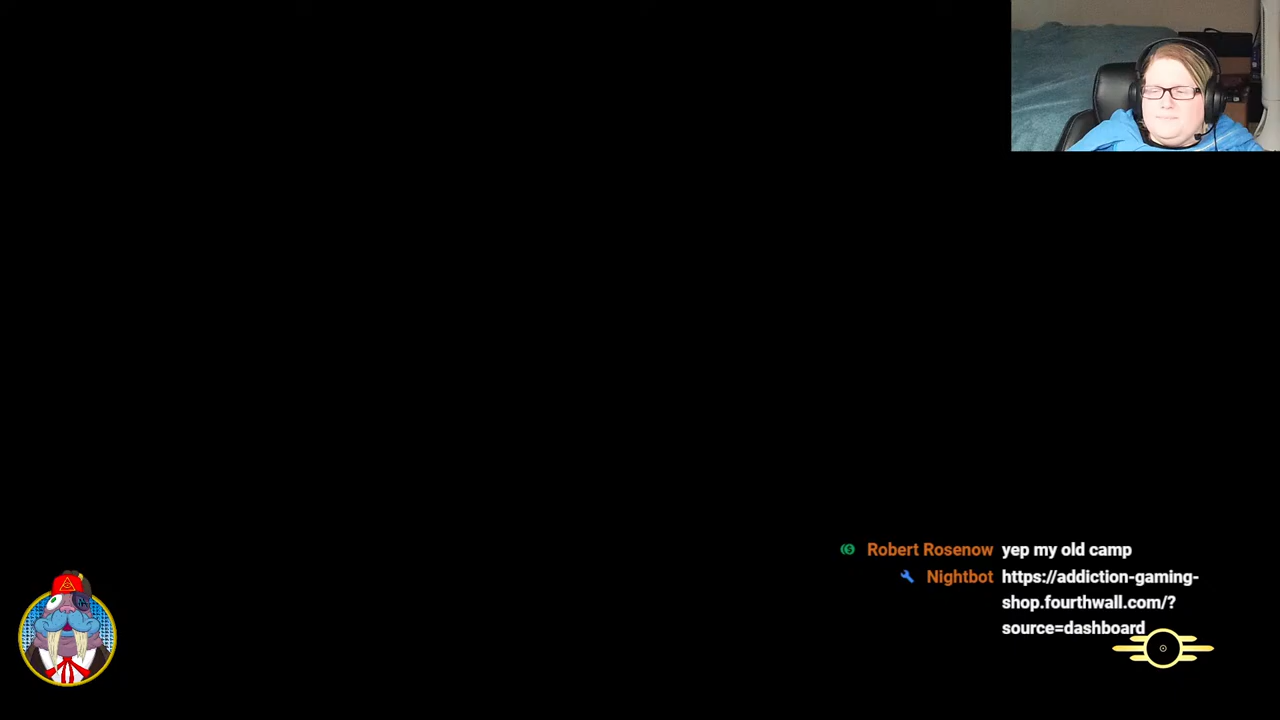 Robert Rosenow yep my old camp
Nightbot https://addiction-gaming-
shop.fourthwall.com/?
source=dashboard